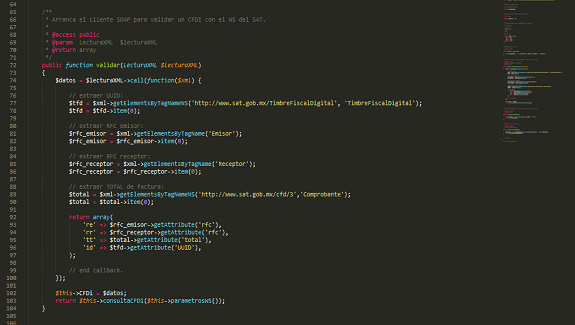 64
65 /**
66 * Arranca el cliente SOAP para validar un CFDI con el WS del SAT.
67 *
68 * @access public
69 * @param LecturaXML $lecturaXML
70 * @return array
71 */
72 public function validar(LecturaXML $lecturaXML)
73 {
74 $datos = $lecturaXML->call(function($xml) {
75
76 // extraer UUID:
77 $tfd = $xml->getElementsByTagNameNS('http://www.sat.gob.mx/TimbreFiscalDigital', 'TimbreFiscalDigital');
78 $tfd = $tfd->item(0);
79
80 // extraer RFC emisor:
81 $rfc_emisor = $xml->getElementsByTagName('Emisor');
82 $rfc_emisor = $rfc_emisor->item(0);
83
84 // extraer RFC receptor:
85 $rfc_receptor = $xml->getElementsByTagName('Receptor');
86 $rfc_receptor = $rfc_receptor->item(0);
87
88 // extraer TOTAL de factura:
89 $total = $xml->getElementsByTagNameNS('http://www.sat.gob.mx/cfd/3','Comprobante');
90 $total = $total->item(0);
91
92 return array(
93 're' => $rfc_emisor->getAttribute('rfc'),
94 'rr' => $rfc_receptor->getAttribute('rfc'),
95 'tt' => $total->getAttribute('total'),
96 'id' => $tfd->getAttribute('UUID'),
97 );
98
99 // end callback.
100 });
101
102 $this->CFDi = $datos;
103 return $this->consultaCFDi($this->parametrosWS());
104 }
105
106